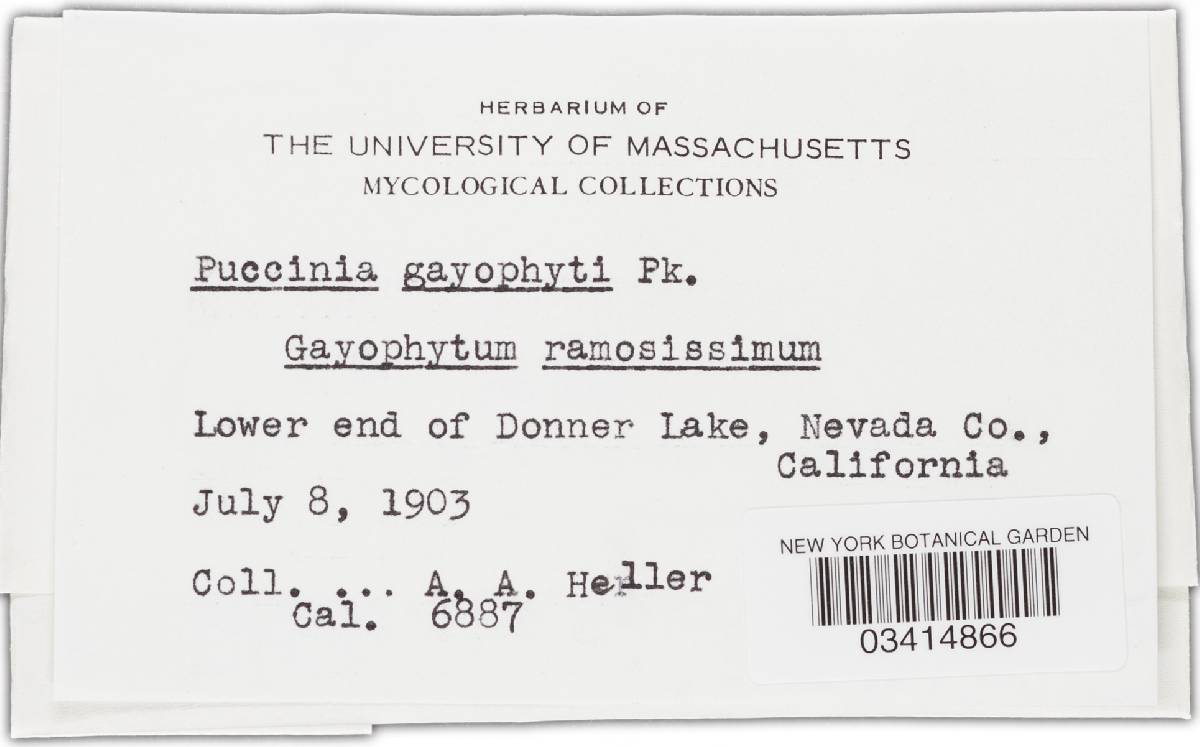 HERBARIUM OF
THE UNIVERSITY OF MASSACHUSETTS
MYCOLOGICAL COLLECTIONS
Puccinia gayophyti Pk.
Gayophytum ramosissimum
Lower end of Donner Lake, Nevada Co.,
California
July 8, 1903
Coll. ... A. A. Heller
Cal. 6887
NEW YORK BOTANICAL GARDEN
03414866